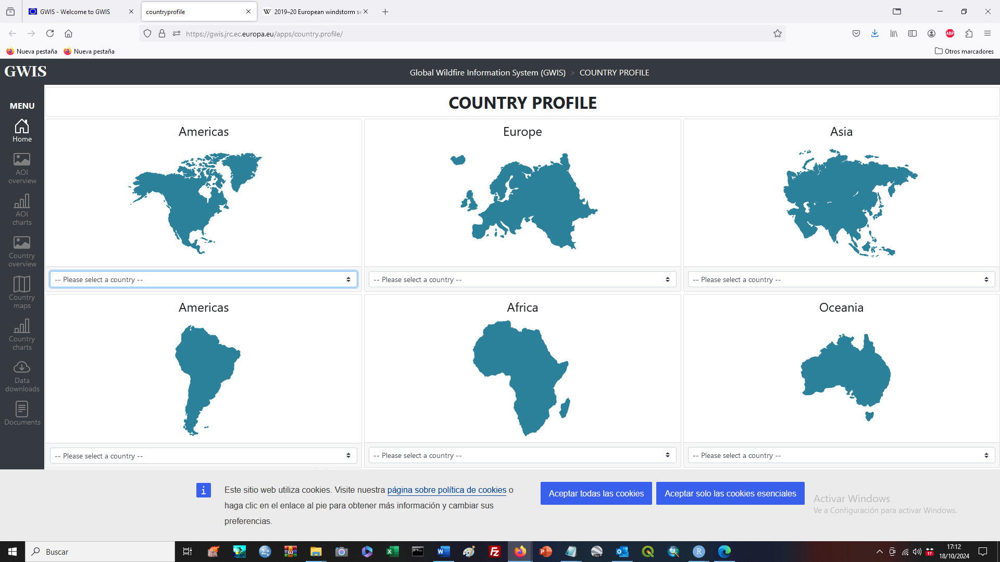 GWIS - Welcome to GWIS
countryprofile
W 2019–20 European windstorm se
https://gwis.jrc.ec.europa.eu/apps/country.profile/
ABP
Nueva pestaña
Nueva pestaña
Otros marcadores
GWIS
Global Wildfire Information System (GWIS) > COUNTRY PROFILE
MENU
Home
AOI
overview
AOI
charts
Country
overview
Country
maps
Country
charts
Data
downloads
Documents
COUNTRY PROFILE
Americas
-- Please select a country --
Europe
-- Please select a country --
Asia
-- Please select a country --
Americas
-- Please select a country --
Africa
-- Please select a country --
Oceania
-- Please select a country --
i
Este sitio web utiliza cookies. Visite nuestra página sobre política de cookies o
haga clic en el enlace al pie para obtener más información y cambiar sus
preferencias.
Aceptar todas las cookies
Aceptar solo las cookies esenciales
Activar Windows
Ve a Configuración para activar Windows.
Buscar
17
17:12
18/10/2024